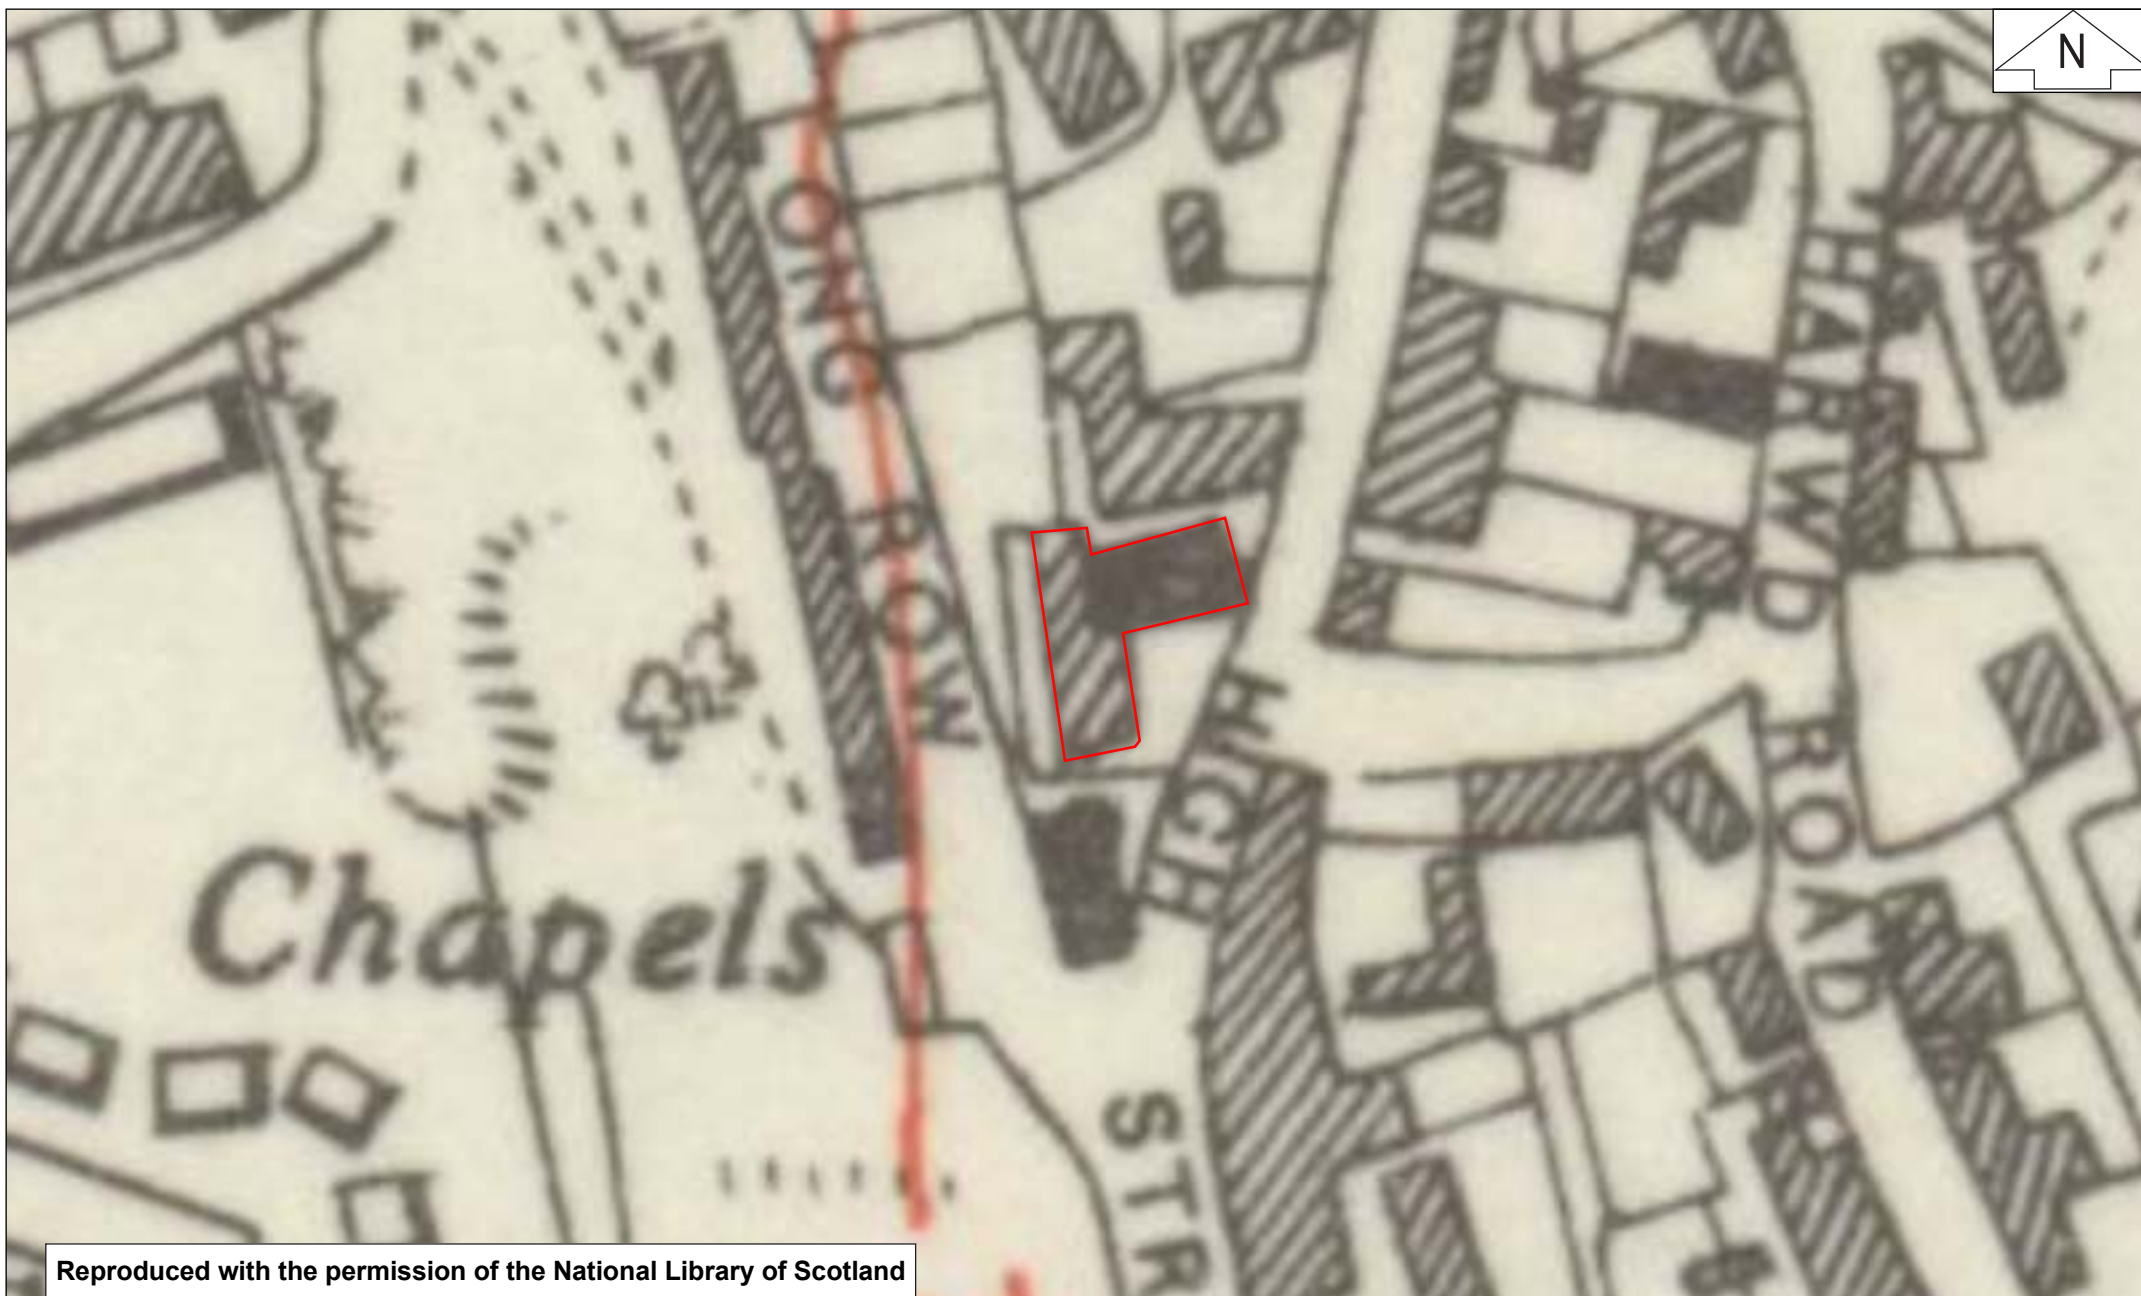 N
ONG ROW
HARWD ROAD
HIGH
STR
Chapels
Reproduced with the permission of the National Library of Scotland